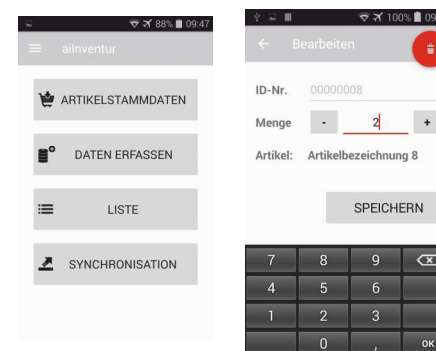 88% 09:47
ailnventur
ARTIKELSTAMMDATEN
DATEN ERFASSEN
LISTE
SYNCHRONISATION
100% 09
Bearbeiten
ID-Nr. 00000008
Menge - 2 +
Artikel: Artikelbezeichnung 8
SPEICHERN
7 8 9
4 5 6
1 2 3
0 , OK